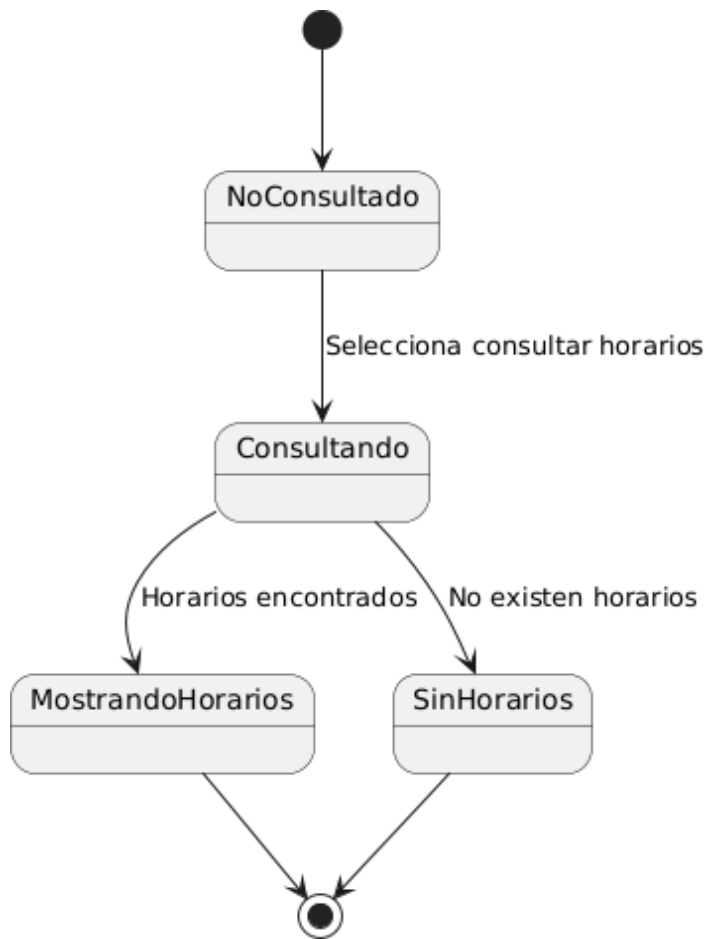 NoConsultado
Selecciona consultar horarios
Consultando
Horarios encontrados
No existen horarios
MostrandoHorarios
SinHorarios